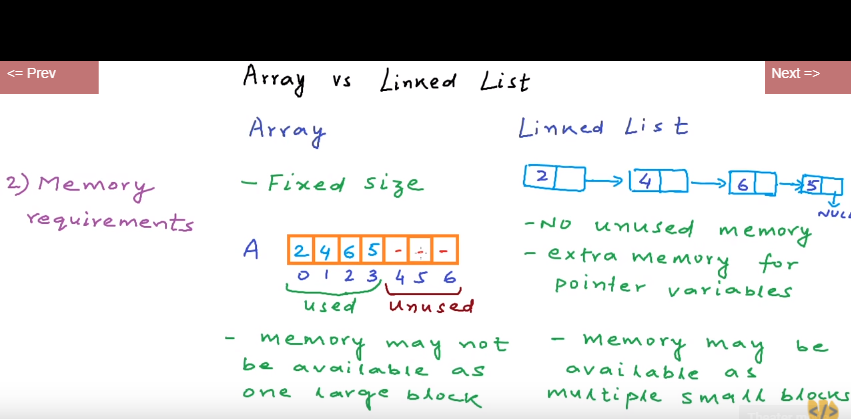 <= Prev
Array vs Linked List
Next =>
Array
Linked List
2) Memory
requirements
- Fixed size
A
2 4 6 5 - - -
0 1 2 3 4 5 6
used
unused
- memory may not
be available as
one large block
2
4
6
5
NULL
- No unused memory
- extra memory for
pointer variables
- memory may be
available as
multiple small blocks
</>